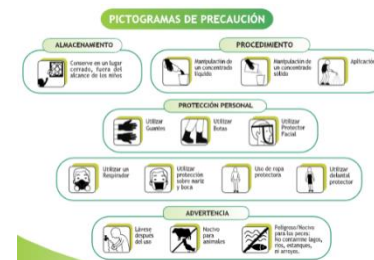 PICTOGRAMAS DE PRECAUCIÓN
ALMACENAMIENTO
Conserve en un lugar
cerrado, fuera del
alcance de los niños
PROCEDIMIENTO
Manipulación de
un concentrado
líquido
Manipulación de
un concentrado
sólido
Aplicación
PROTECCIÓN PERSONAL
Utilizar
Guantes
Utilizar
Botas
Utilizar
Protector
Facial
Utilizar un
Respirador
Utilizar
protección
sobre nariz
y boca
Uso de ropa
protectora
Utilizar
delantal
protector
ADVERTENCIA
Lávese
después
del uso
Nocivo
para
animales
Peligroso/Nocivo
para los peces:
No contamine lagos,
ríos, estanques,
ni arroyos.